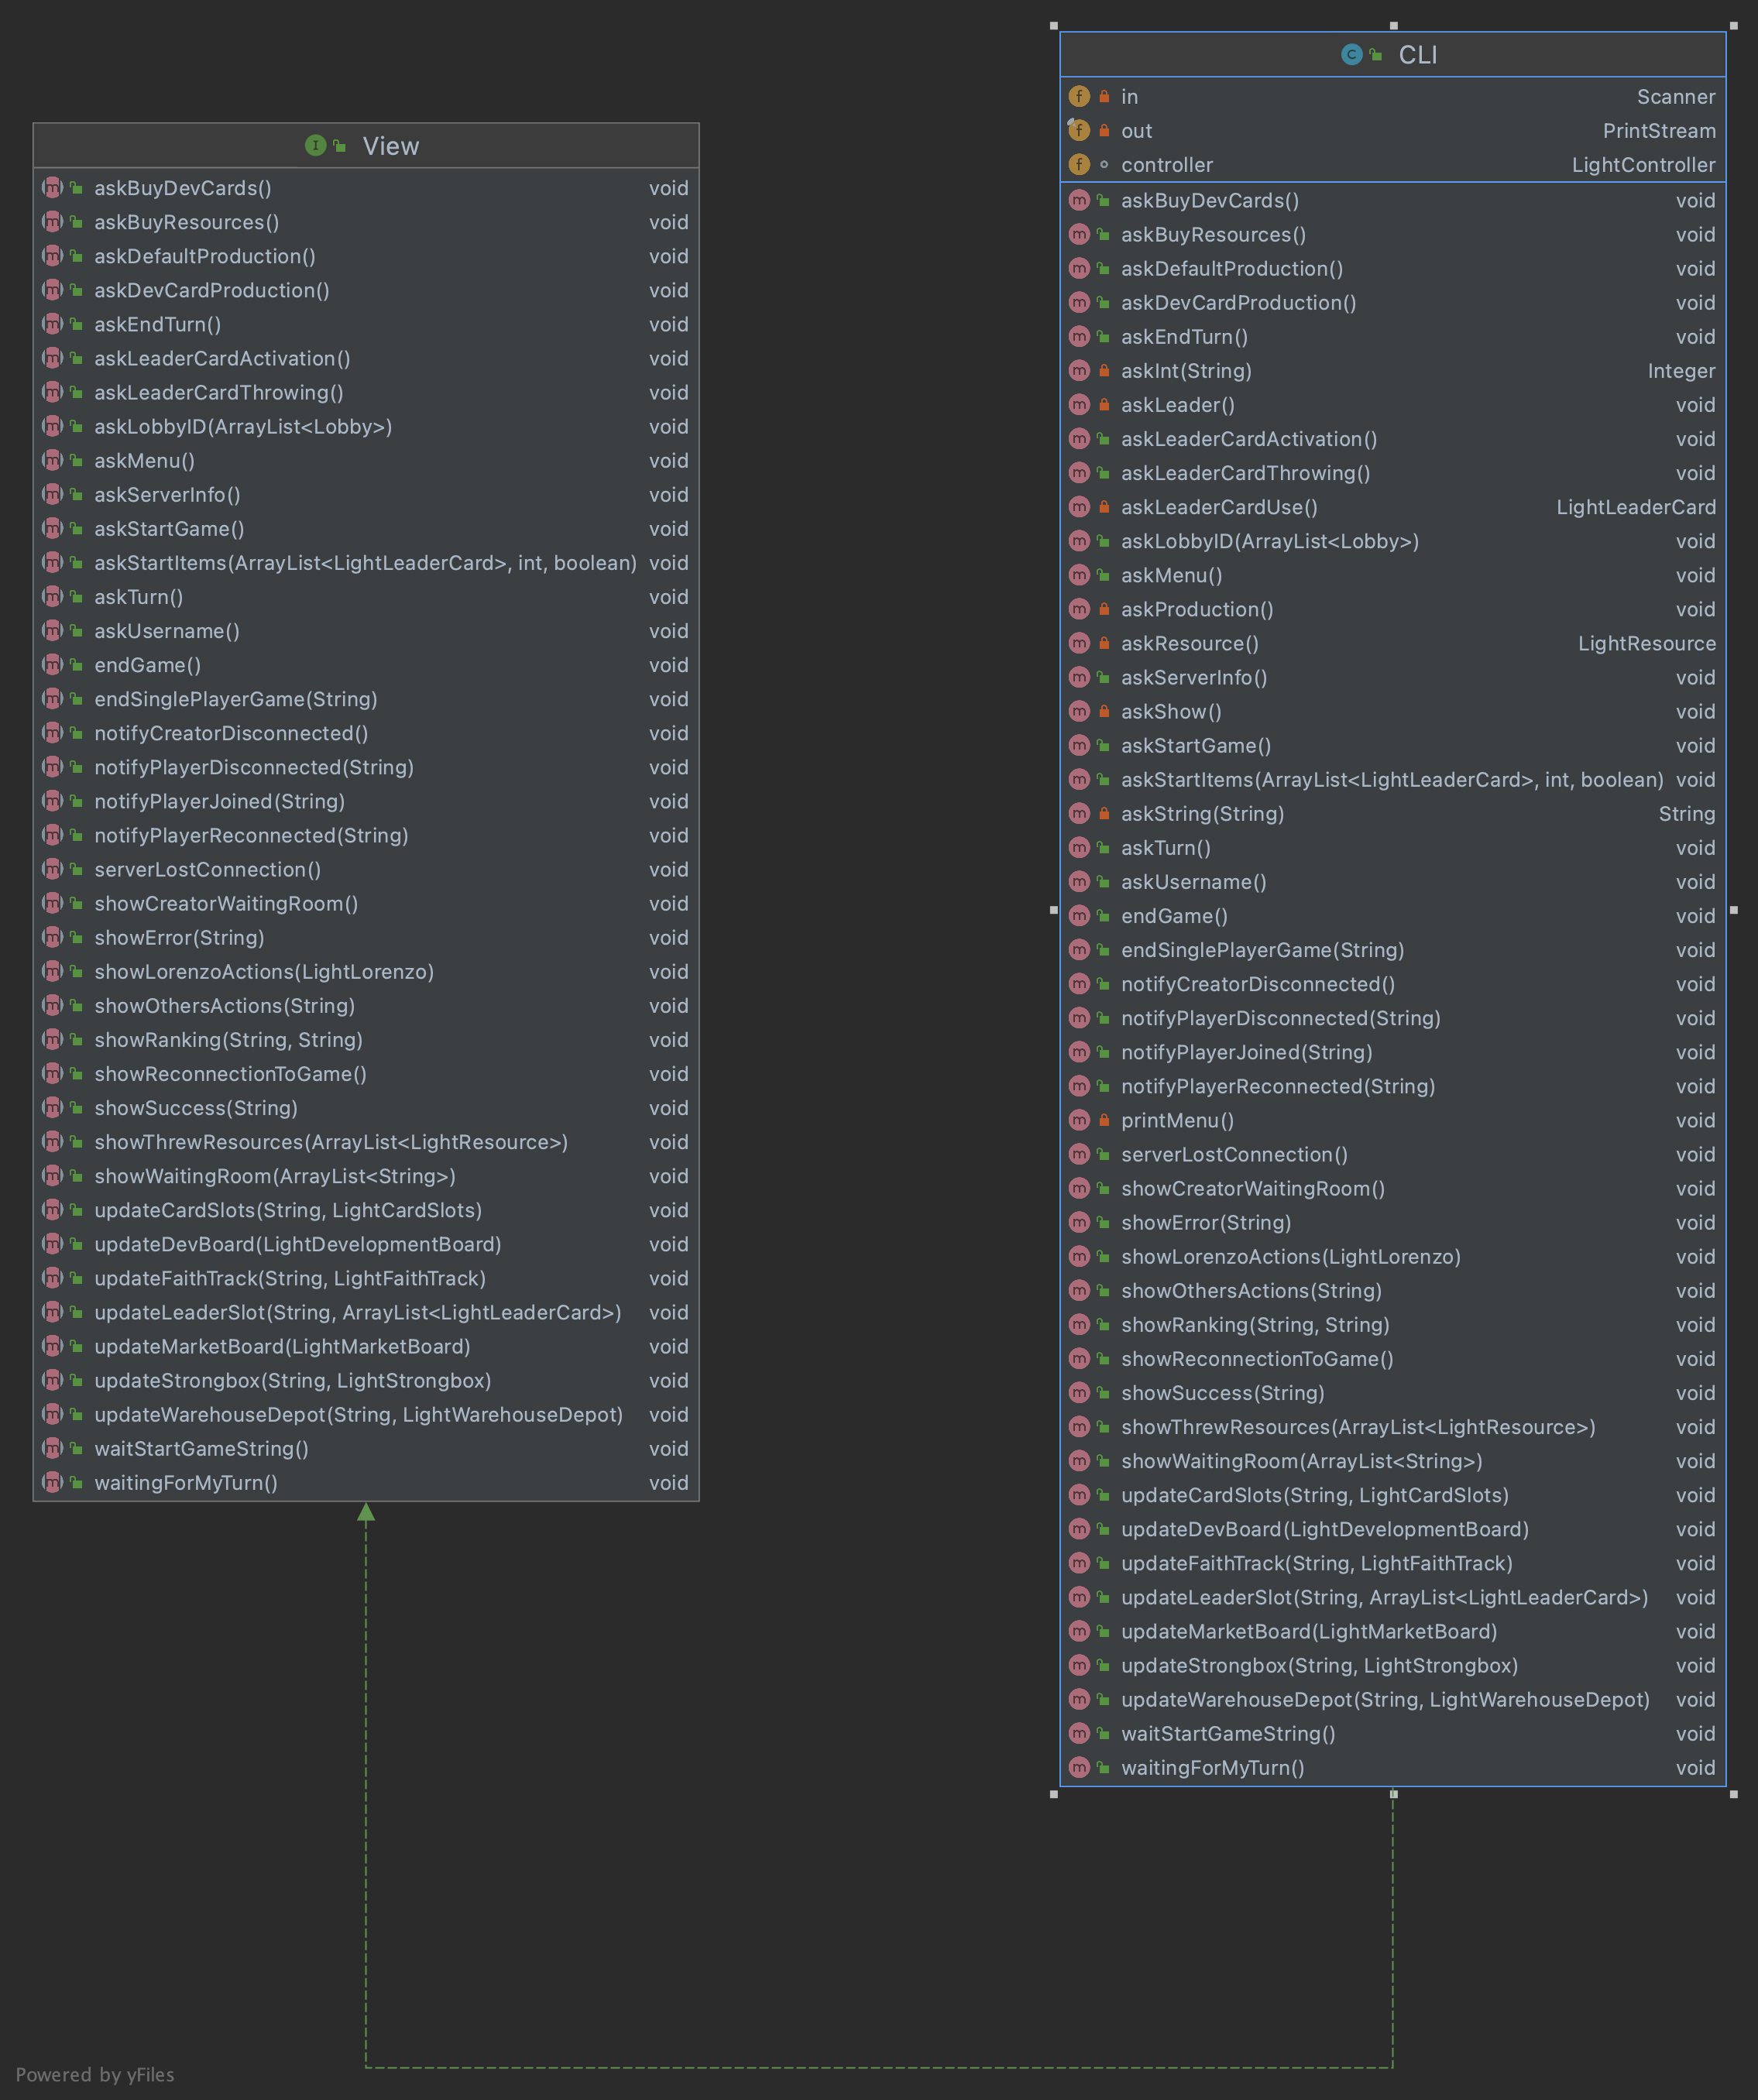 View
askBuyDevCards() void
askBuyResources() void
askDefaultProduction() void
askDevCardProduction() void
askEndTurn() void
askLeaderCardActivation() void
askLeaderCardThrowing() void
askLobbyID(ArrayList<Lobby>) void
askMenu() void
askServerInfo() void
askStartGame() void
askStartItems(ArrayList<LightLeaderCard>, int, boolean) void
askTurn() void
askUsername() void
endGame() void
endSinglePlayerGame(String) void
notifyCreatorDisconnected() void
notifyPlayerDisconnected(String) void
notifyPlayerJoined(String) void
notifyPlayerReconnected(String) void
serverLostConnection() void
showCreatorWaitingRoom() void
showError(String) void
showLorenzoActions(LightLorenzo) void
showOthersActions(String) void
showRanking(String, String) void
showReconnectionToGame() void
showSuccess(String) void
showThrewResources(ArrayList<LightResource>) void
showWaitingRoom(ArrayList<String>) void
updateCardSlots(String, LightCardSlots) void
updateDevBoard(LightDevelopmentBoard) void
updateFaithTrack(String, LightFaithTrack) void
updateLeaderSlot(String, ArrayList<LightLeaderCard>) void
updateMarketBoard(LightMarketBoard) void
updateStrongbox(String, LightStrongbox) void
updateWarehouseDepot(String, LightWarehouseDepot) void
waitStartGameString() void
waitingForMyTurn() void
CLI
in Scanner
out PrintStream
controller LightController
askBuyDevCards() void
askBuyResources() void
askDefaultProduction() void
askDevCardProduction() void
askEndTurn() void
askInt(String) Integer
askLeader() void
askLeaderCardActivation() void
askLeaderCardThrowing() void
askLeaderCardUse() LightLeaderCard
askLobbyID(ArrayList<Lobby>) void
askMenu() void
askProduction() void
askResource() LightResource
askServerInfo() void
askShow() void
askStartGame() void
askStartItems(ArrayList<LightLeaderCard>, int, boolean) void
askString(String) String
askTurn() void
askUsername() void
endGame() void
endSinglePlayerGame(String) void
notifyCreatorDisconnected() void
notifyPlayerDisconnected(String) void
notifyPlayerJoined(String) void
notifyPlayerReconnected(String) void
printMenu() void
serverLostConnection() void
showCreatorWaitingRoom() void
showError(String) void
showLorenzoActions(LightLorenzo) void
showOthersActions(String) void
showRanking(String, String) void
showReconnectionToGame() void
showSuccess(String) void
showThrewResources(ArrayList<LightResource>) void
showWaitingRoom(ArrayList<String>) void
updateCardSlots(String, LightCardSlots) void
updateDevBoard(LightDevelopmentBoard) void
updateFaithTrack(String, LightFaithTrack) void
updateLeaderSlot(String, ArrayList<LightLeaderCard>) void
updateMarketBoard(LightMarketBoard) void
updateStrongbox(String, LightStrongbox) void
updateWarehouseDepot(String, LightWarehouseDepot) void
waitStartGameString() void
waitingForMyTurn() void
Powered by yFiles